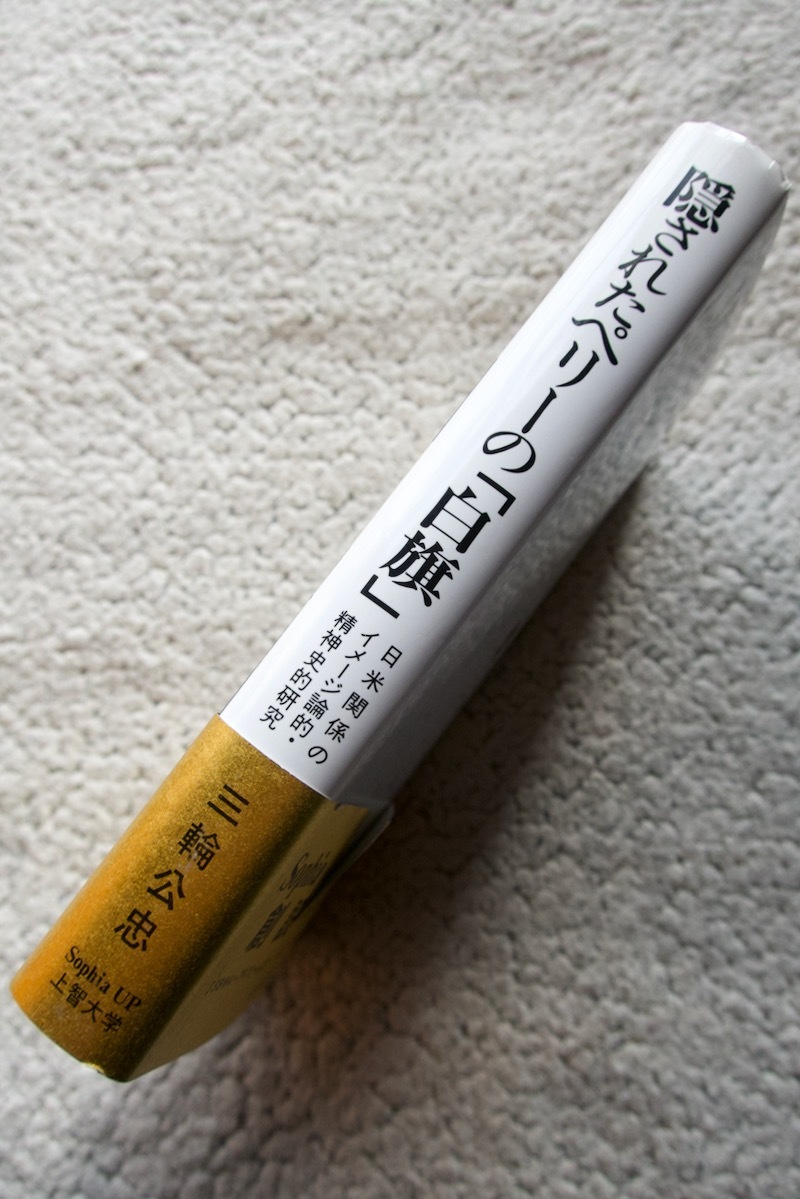 隠されたペリーの「白旗」
日米関係の
イメージ論的・
精神史的研究
三輪公忠
Sophia UP
上智大学
Sophia